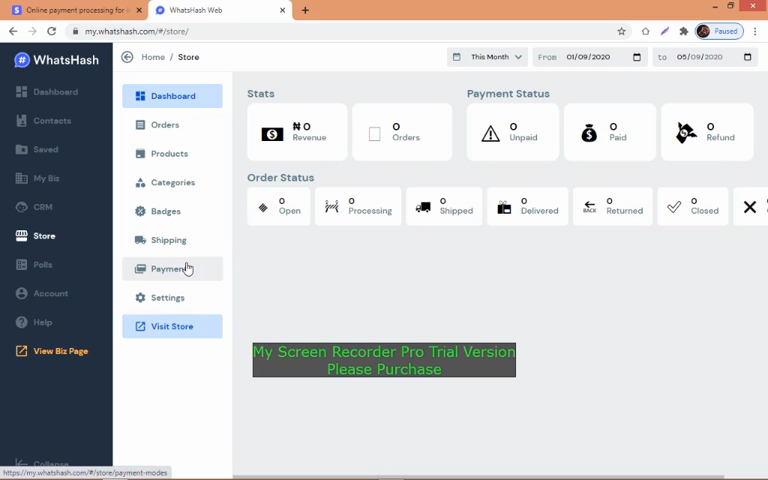 Online payment processing for
WhatsHash Web
my.whatshash.com/#/store/
Paused
WhatsHash
Home / Store
This Month
From 01/09/2020
to 05/09/2020
Dashboard
Contacts
Saved
My Biz
CRM
Store
Polls
Account
Help
View Biz Page
Collapse
Dashboard
Orders
Products
Categories
Badges
Shipping
Payment
Settings
Visit Store
Stats
₦ 0
Revenue
0
Orders
Payment Status
0
Unpaid
0
Paid
0
Refund
Order Status
0
Open
0
Processing
0
Shipped
0
Delivered
BACK
0
Returned
0
Closed
My Screen Recorder Pro Trial Version
Please Purchase
https://my.whatshash.com/#/store/payment-modes